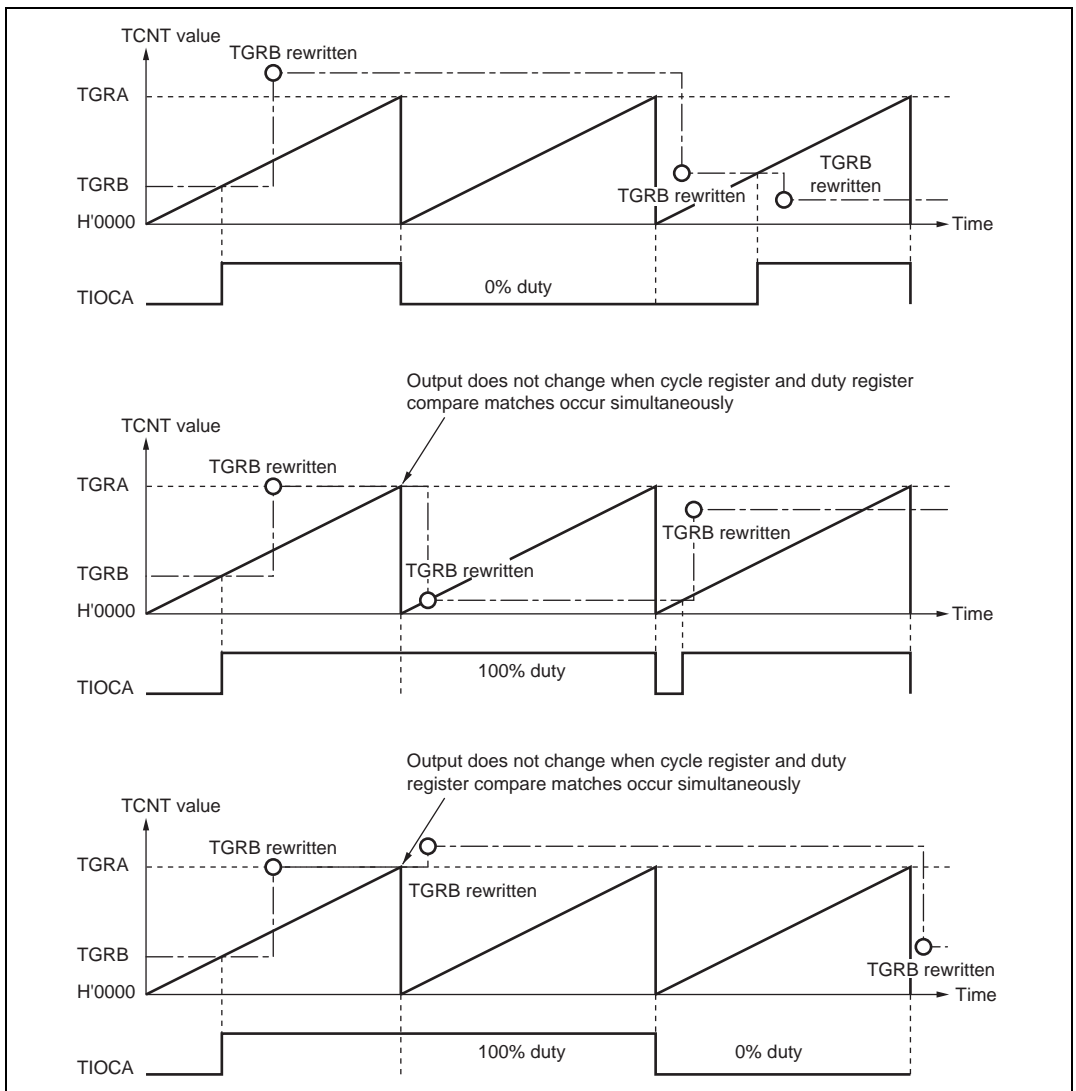 TCNT value
TGRB rewritten
TGRA
TGRB
rewritten
TGRB
TGRB rewritten
H'0000
Time
0% duty
TIOCA
Output does not change when cycle register and duty register
compare matches occur simultaneously
TCNT value
TGRB rewritten
TGRA
TGRB rewritten
TGRB
TGRB rewritten
H'0000
Time
100% duty
TIOCA
Output does not change when cycle register and duty
register compare matches occur simultaneously
TCNT value
TGRB rewritten
TGRA
TGRB rewritten
TGRB
TGRB rewritten
H'0000
Time
100% duty
0% duty
TIOCA